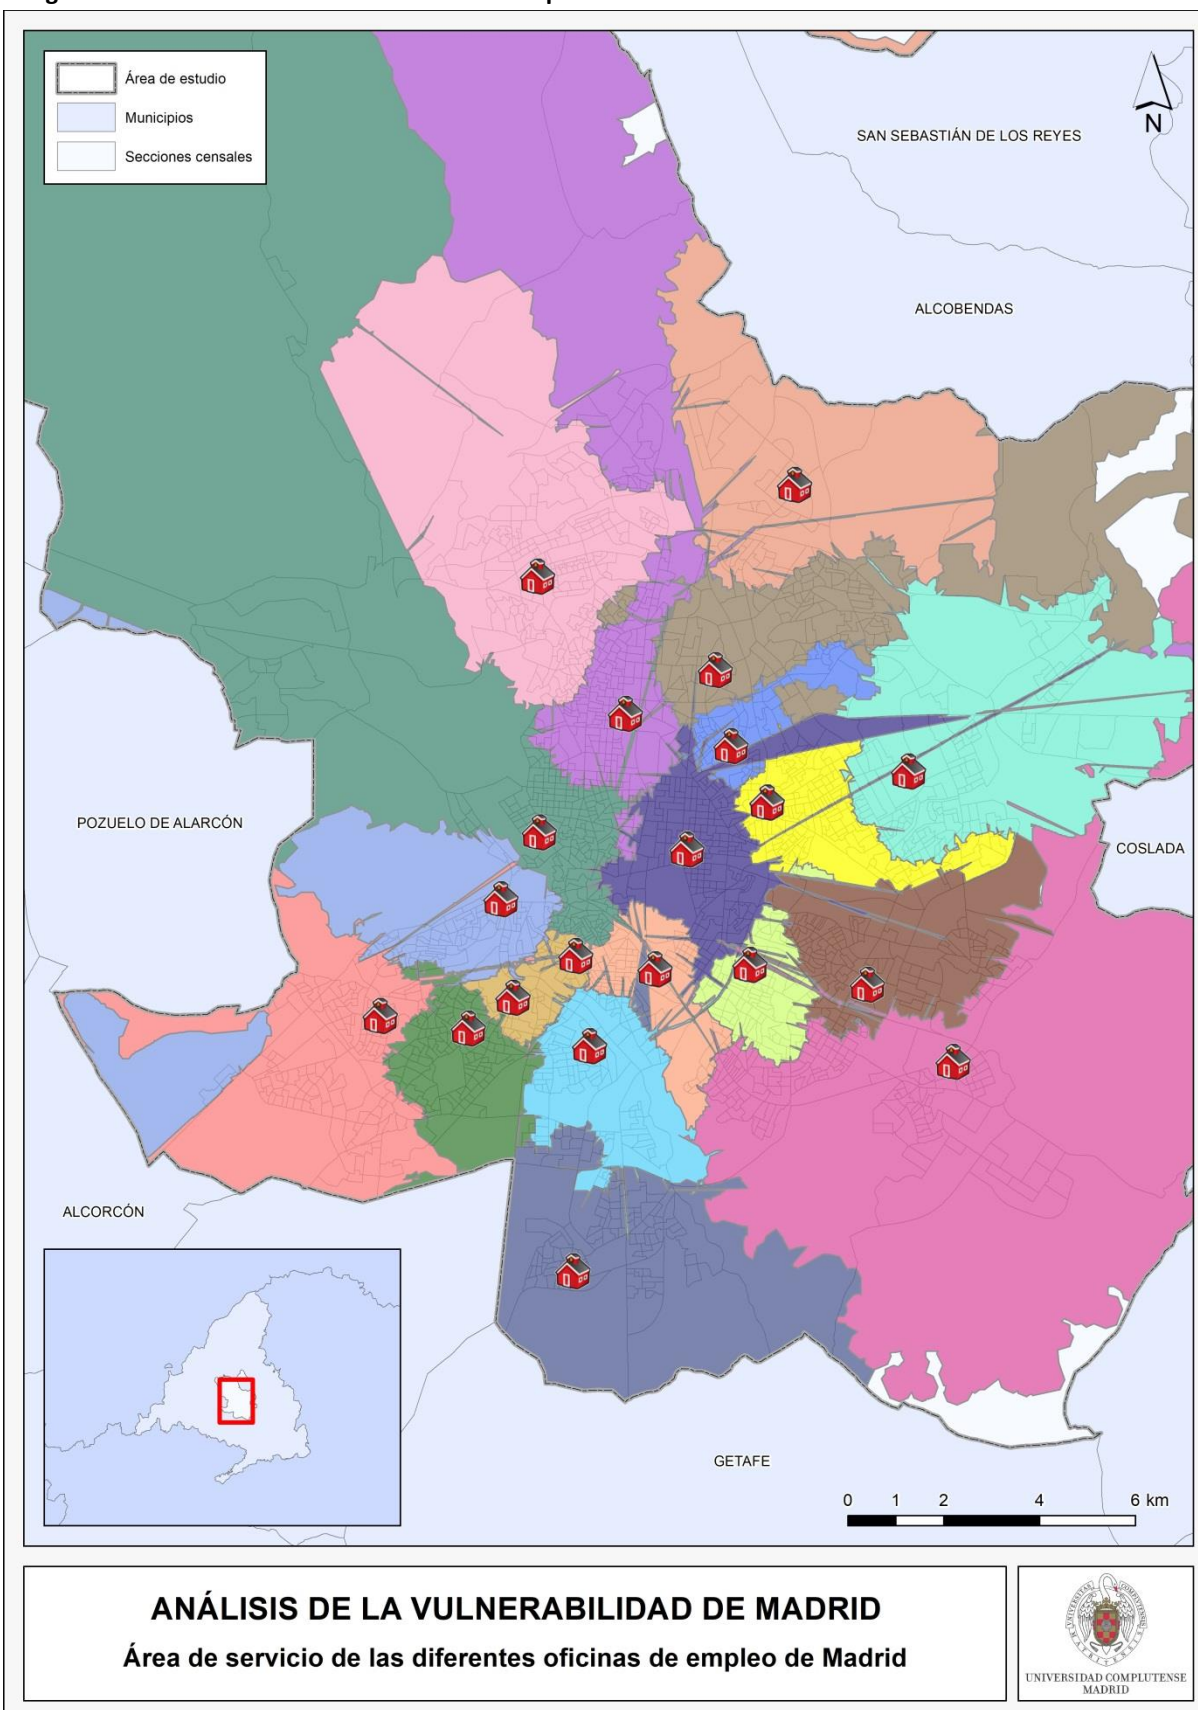 Área de estudio
Municipios
Secciones censales
N
SAN SEBASTIÁN DE LOS REYES
ALCOBENDAS
POZUELO DE ALARCÓN
COSLADA
ALCORCÓN
GETAFE
0 1 2 4 6 km
ANÁLISIS DE LA VULNERABILIDAD DE MADRID
Área de servicio de las diferentes oficinas de empleo de Madrid
UNIVERSIDAD COMPLUTENSE
MADRID